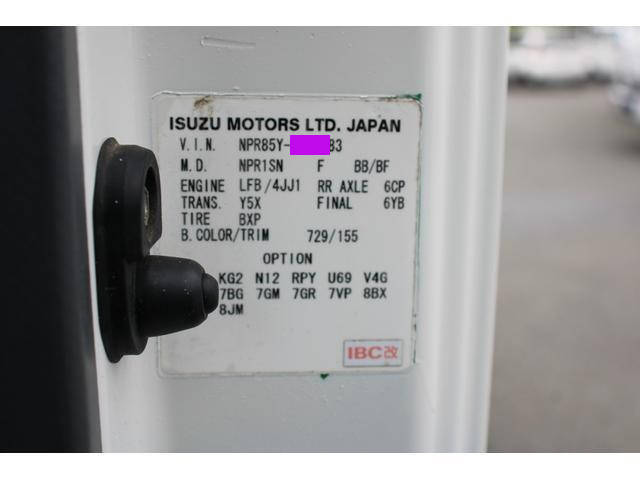 ISUZU MOTORS LTD. JAPAN
V.I.N. NPR85Y- 83
M.D. NPR1SN F BB/BF
ENGINE LFB/4JJ1 RR AXLE 6CP
TRANS. Y5X FINAL 6YB
TIRE BXP
B.COLOR/TRIM 729/155
OPTION
KG2 N12 RPY U69 V4G
7BG 7GM 7GR 7VP 8BX
8JM
IBC改